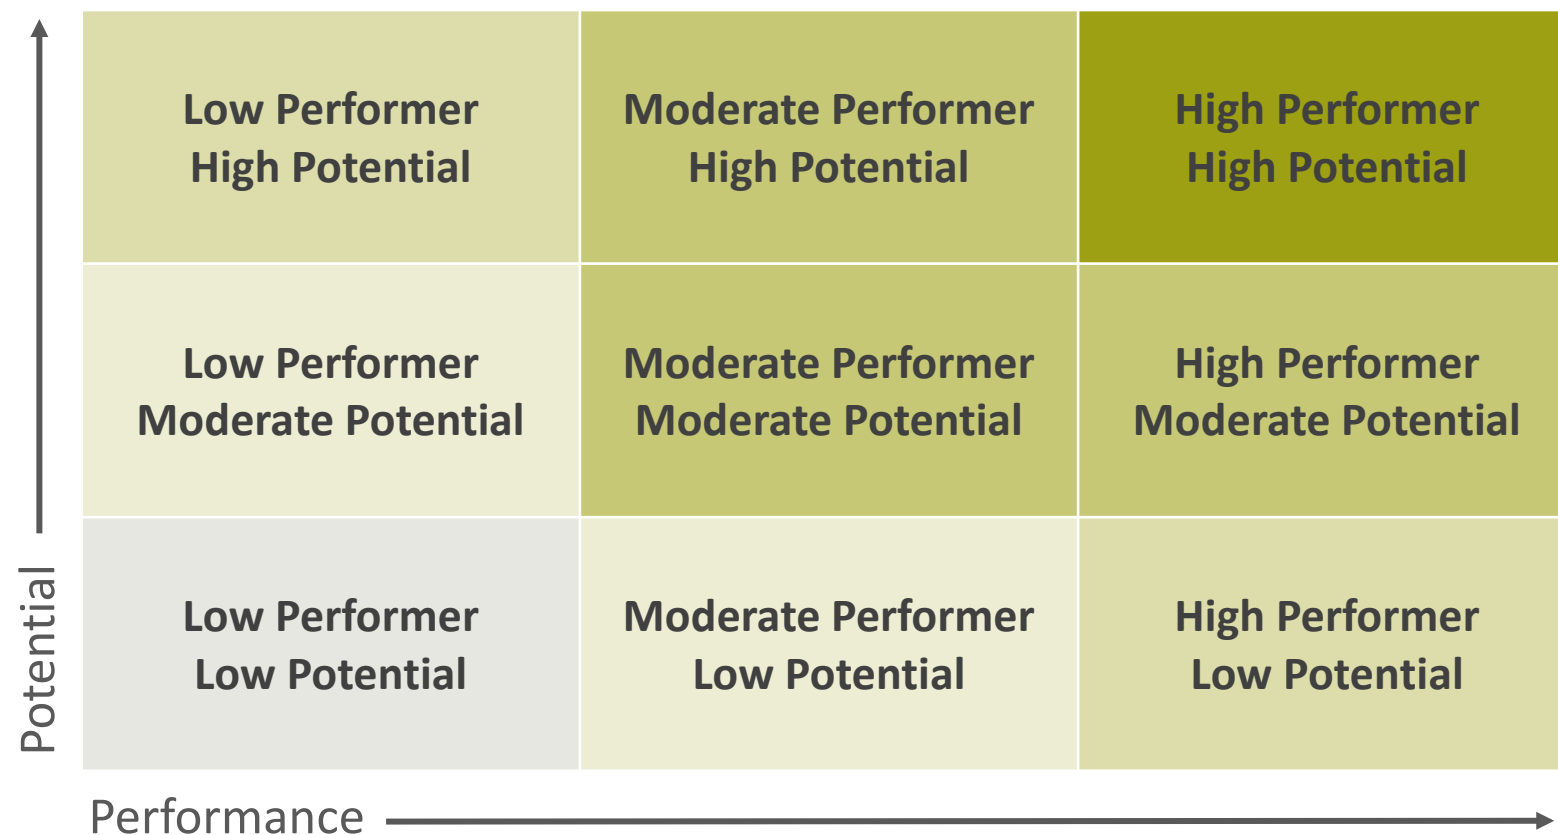 Low Performer
High Potential
Moderate Performer
High Potential
High Performer
High Potential
Low Performer
Moderate Potential
Moderate Performer
Moderate Potential
High Performer
Moderate Potential
Low Performer
Low Potential
Moderate Performer
Low Potential
High Performer
Low Potential
Potential
Performance